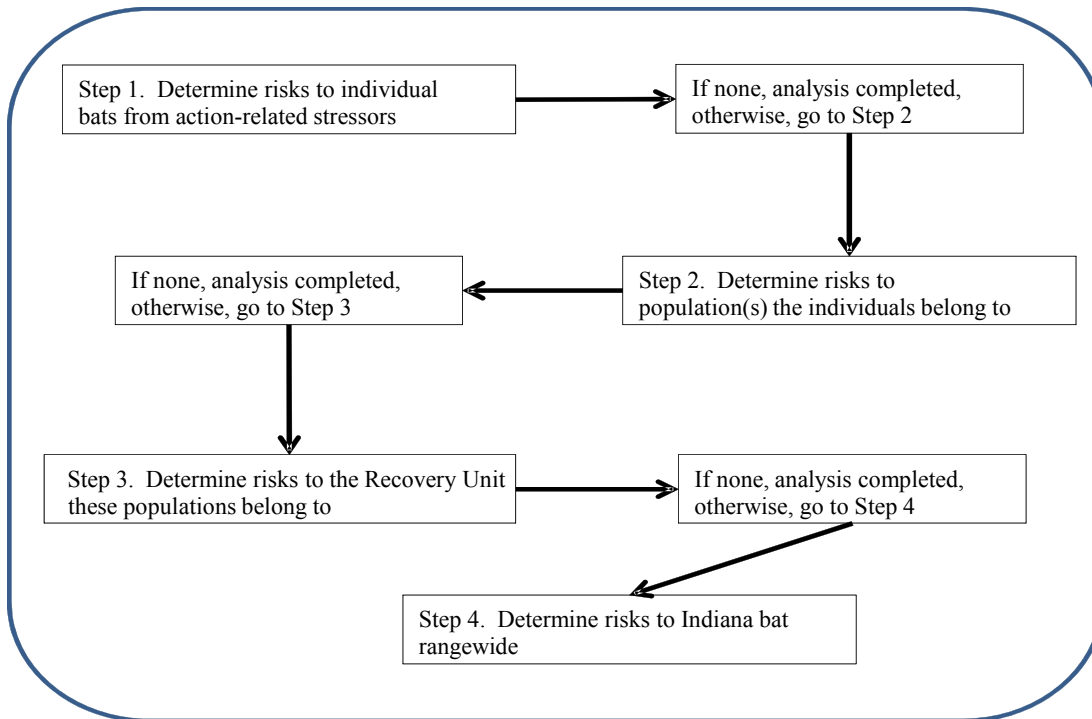 Step 1.  Determine risks to individual
bats from action-related stressors
If none, analysis completed,
otherwise, go to Step 2
Step 2.  Determine risks to
population(s) the individuals belong to
If none, analysis completed,
otherwise, go to Step 3
Step 3.  Determine risks to the Recovery Unit
these populations belong to
If none, analysis completed,
otherwise, go to Step 4
Step 4.  Determine risks to Indiana bat
rangewide